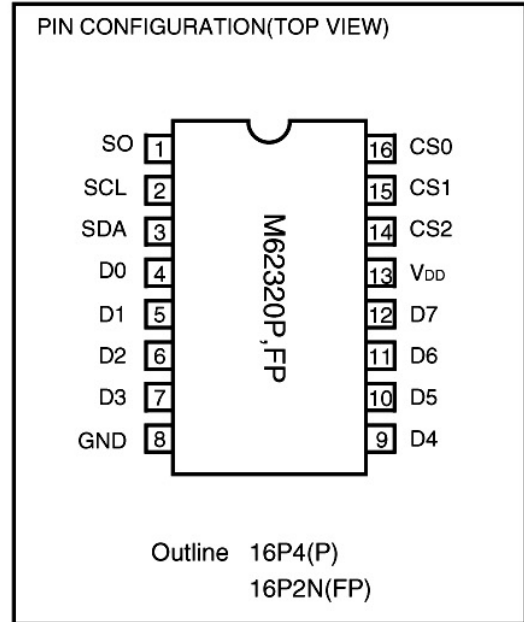 PIN CONFIGURATION(TOP VIEW)
SO 1 16 CS0
SCL 2 15 CS1
SDA 3 14 CS2
D0 4 13 VDD
D1 5 12 D7
D2 6 11 D6
D3 7 10 D5
GND 8 9 D4
M62320P,FP
Outline 16P4(P)
16P2N(FP)